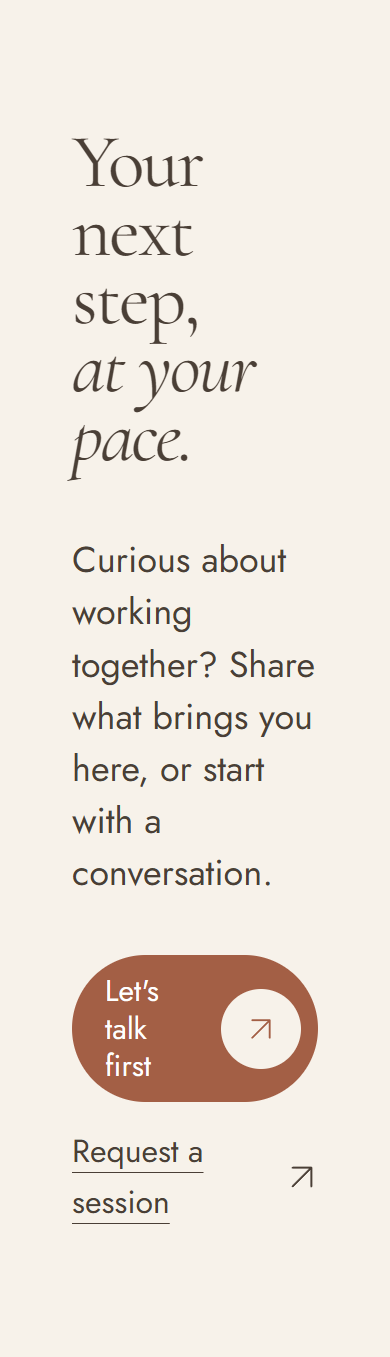 Your
next
step,
at your
pace.
Curious about
working
together? Share
what brings you
here, or start
with a
conversation.
Let's
talk
first
Request a
session